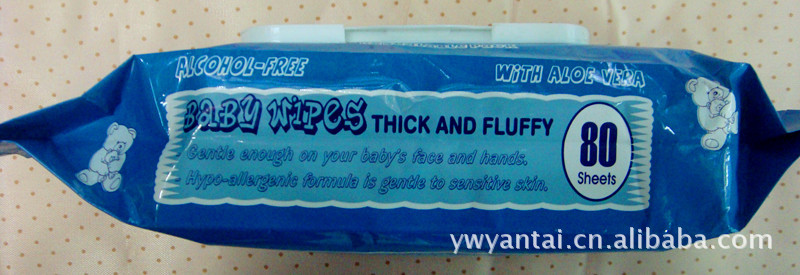 ALCOHOL-FREE
WITH ALOE VERA
BABY WIPES THICK AND FLUFFY
80
Sheets
Gentle enough on your baby's face and hands.
Hypo-allergenic formula is gentle to sensitive skin.
ywyantai.cn.alibaba.com